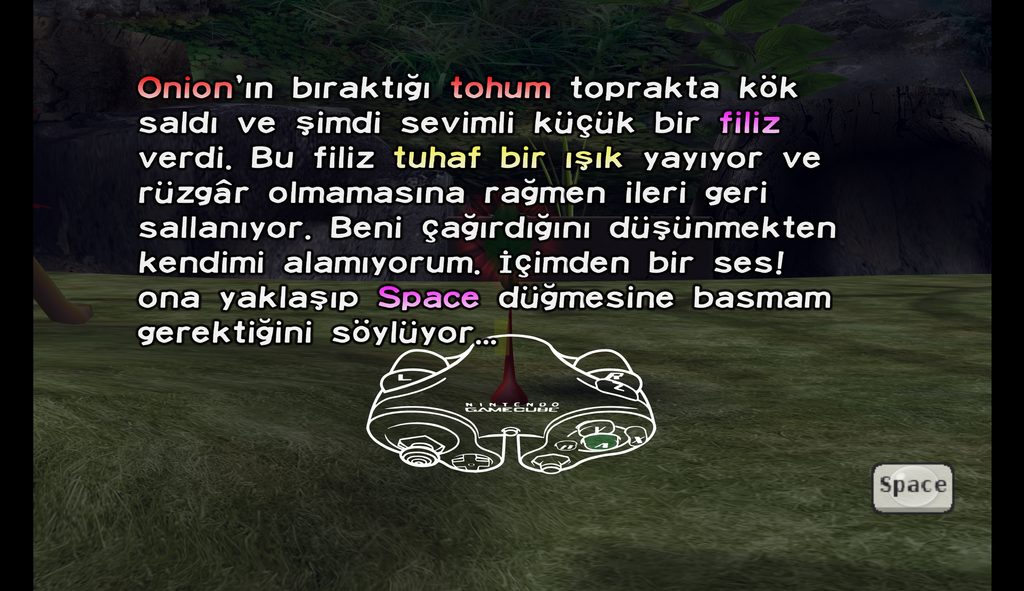 Onion'ın bıraktığı tohum toprakta kök
saldı ve şimdi sevimli küçük bir filiz
verdi. Bu filiz tuhaf bir ışık yayıyor ve
rüzgâr olmamasına rağmen ileri geri
sallanıyor. Beni çağırdığını düşünmekten
kendimi alamıyorum. İçimden bir ses!
ona yaklaşıp Space düğmesine basmam
gerektiğini söylüyor...
L
R
Z
NINTENDO
GAMECUBE
Y
X
B
A
Space